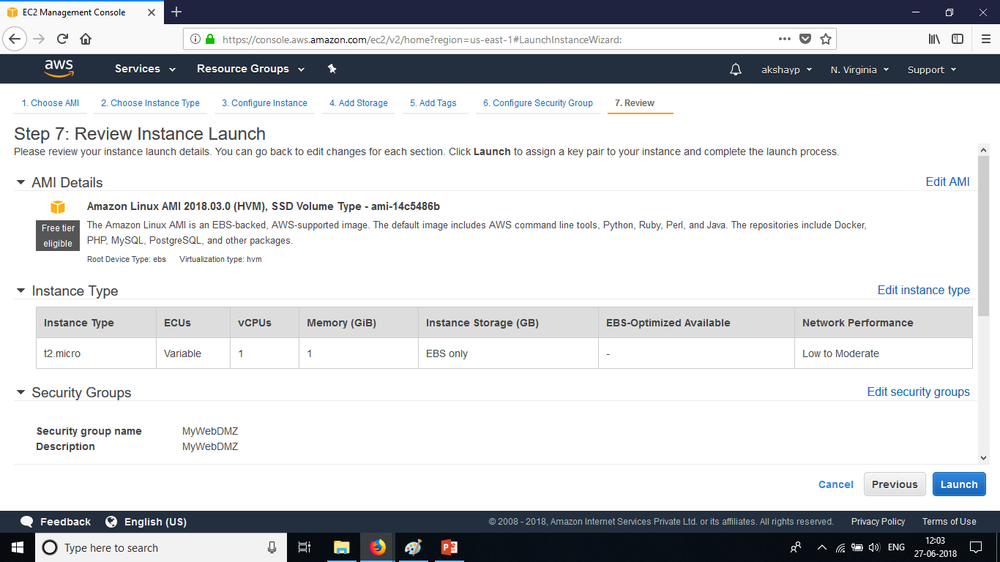 EC2 Management Console
https://console.aws.amazon.com/ec2/v2/home?region=us-east-1#LaunchInstanceWizard:
aws Services Resource Groups akshayp N. Virginia Support
1. Choose AMI 2. Choose Instance Type 3. Configure Instance 4. Add Storage 5. Add Tags 6. Configure Security Group 7. Review
Step 7: Review Instance Launch
Please review your instance launch details. You can go back to edit changes for each section. Click Launch to assign a key pair to your instance and complete the launch process.
AMI Details Edit AMI
Amazon Linux AMI 2018.03.0 (HVM), SSD Volume Type - ami-14c5486b
Free tier
eligible
The Amazon Linux AMI is an EBS-backed, AWS-supported image. The default image includes AWS command line tools, Python, Ruby, Perl, and Java. The repositories include Docker,
PHP, MySQL, PostgreSQL, and other packages.
Root Device Type: ebs Virtualization type: hvm
Instance Type Edit instance type
Instance Type ECUs vCPUs Memory (GiB) Instance Storage (GB) EBS-Optimized Available Network Performance
t2.micro Variable 1 1 EBS only - Low to Moderate
Security Groups Edit security groups
Security group name MyWebDMZ
Description MyWebDMZ
Cancel Previous Launch
Feedback English (US) © 2008 - 2018, Amazon Internet Services Private Ltd. or its affiliates. All rights reserved. Privacy Policy Terms of Use
Type here to search ENG 12:03
27-06-2018